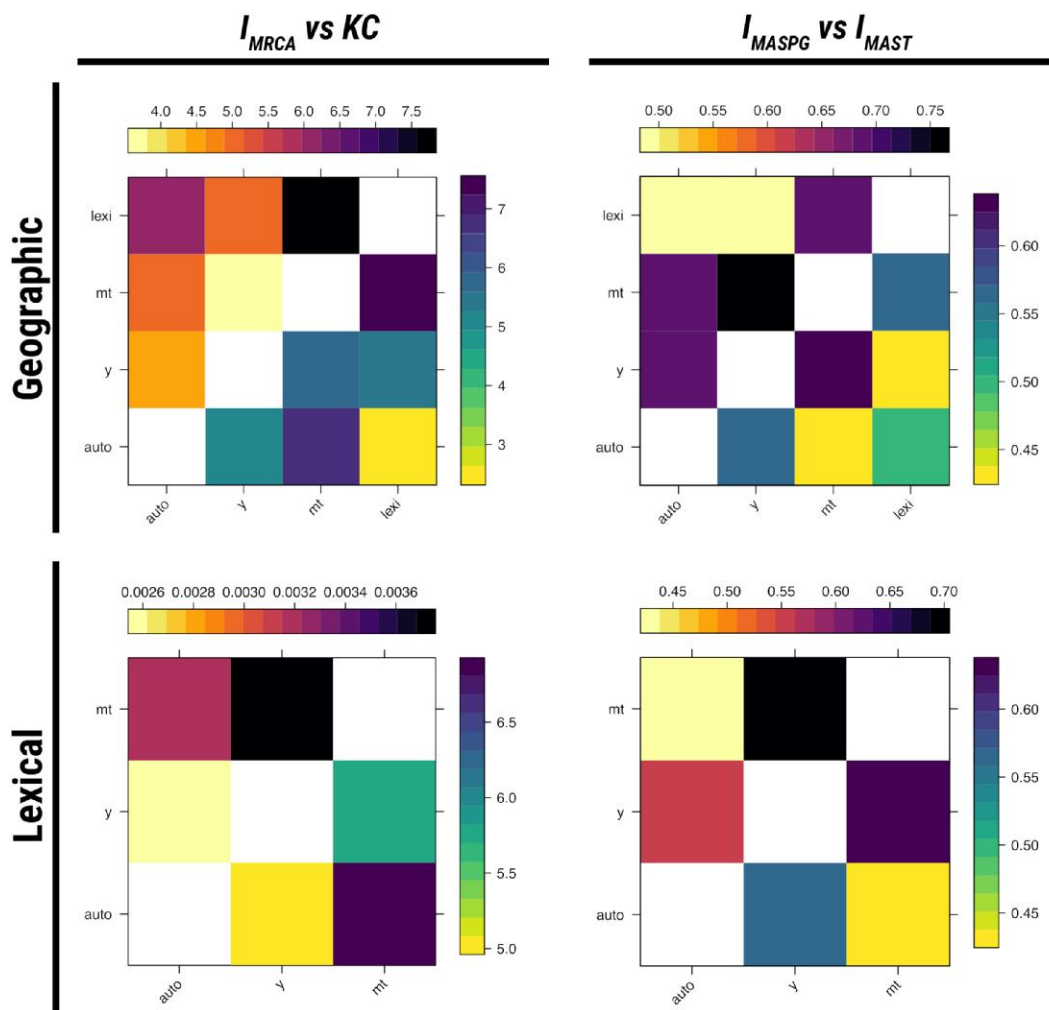 I_MRCA vs KC
I_MASPG vs I_MAST
Geographic
4.0 4.5 5.0 5.5 6.0 6.5 7.0 7.5
lexi
mt
y
auto
auto y mt lexi
7
6
5
4
3
0.50 0.55 0.60 0.65 0.70 0.75
lexi
mt
y
auto
auto y mt lexi
0.60
0.55
0.50
0.45
Lexical
0.0026 0.0028 0.0030 0.0032 0.0034 0.0036
mt
y
auto
auto y mt
6.5
6.0
5.5
5.0
0.45 0.50 0.55 0.60 0.65 0.70
mt
y
auto
auto y mt
0.60
0.55
0.50
0.45